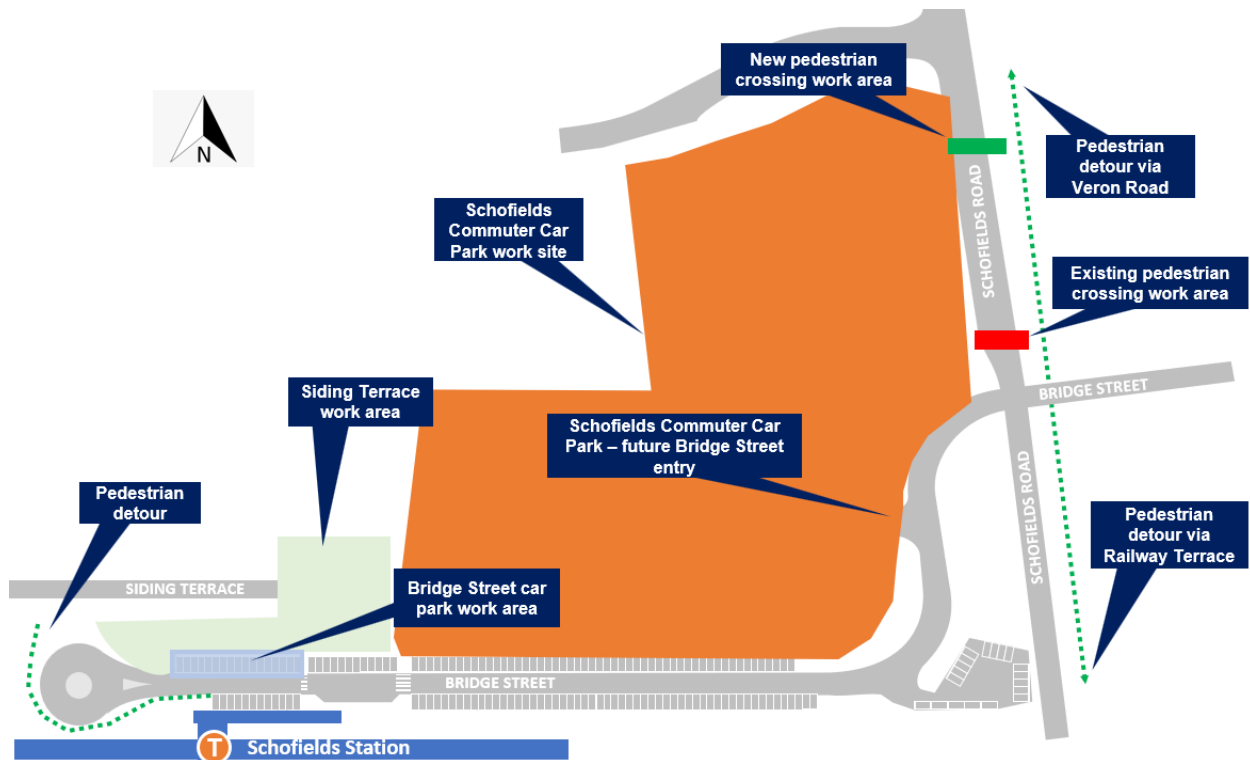 New pedestrian
crossing work area
N
Pedestrian
detour via
Veron Road
SCHOFIELDS ROAD
Schofields
Commuter Car
Park work site
Existing pedestrian
crossing work area
BRIDGE STREET
Siding Terrace
work area
Schofields Commuter Car
Park – future Bridge Street
entry
Pedestrian
detour
SCHOFIELDS ROAD
Pedestrian
detour via
Railway Terrace
SIDING TERRACE
Bridge Street car
park work area
BRIDGE STREET
T
Schofields Station